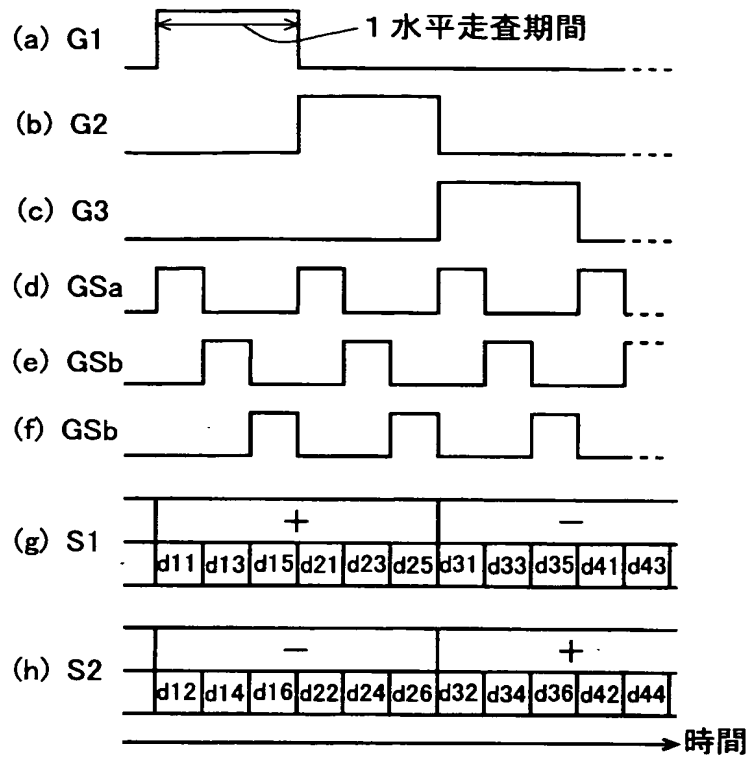 (a) G1
1水平走査期間
(b) G2
(c) G3
(d) GSa
(e) GSb
(f) GSb
(g) S1
+ −
d11 d13 d15 d21 d23 d25 d31 d33 d35 d41 d43
(h) S2
− +
d12 d14 d16 d22 d24 d26 d32 d34 d36 d42 d44
時間